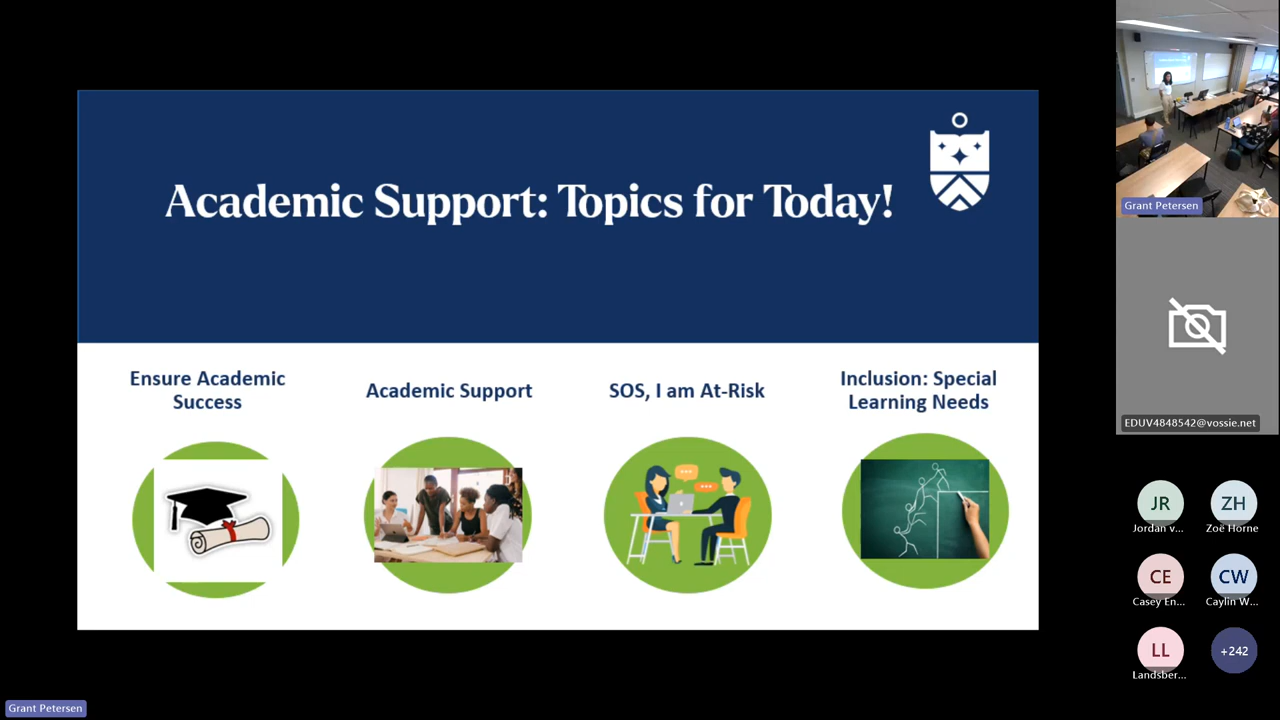 Academic Support: Topics for Today!
Ensure Academic
Success
Academic Support
SOS, I am At-Risk
Inclusion: Special
Learning Needs
Grant Petersen
EDUV4848542@vossie.net
JR
Jordan v...
ZH
Zoë Horne
CE
Casey En...
CW
Caylin W...
LL
Landsber...
+242
Grant Petersen